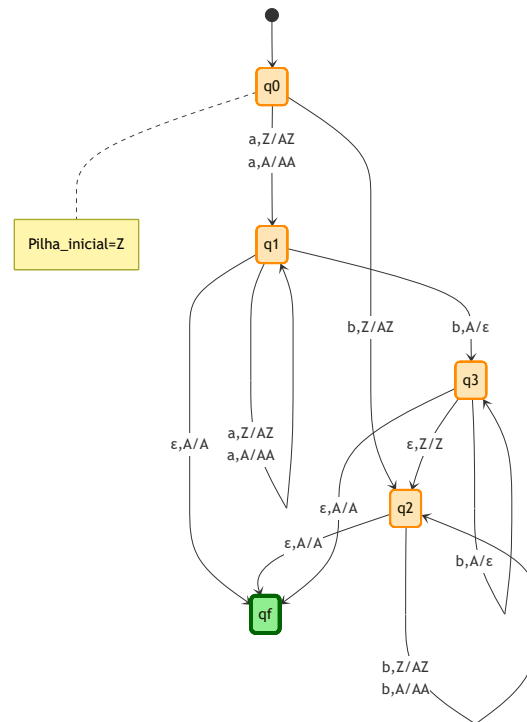 q0
a,Z/AZ
a,A/AA
Pilha_inicial=Z
q1
b,Z/AZ
b,A/ε
q3
ε,A/A
a,Z/AZ
a,A/AA
ε,Z/Z
ε,A/A
q2
ε,A/A
b,A/ε
qf
b,Z/AZ
b,A/AA